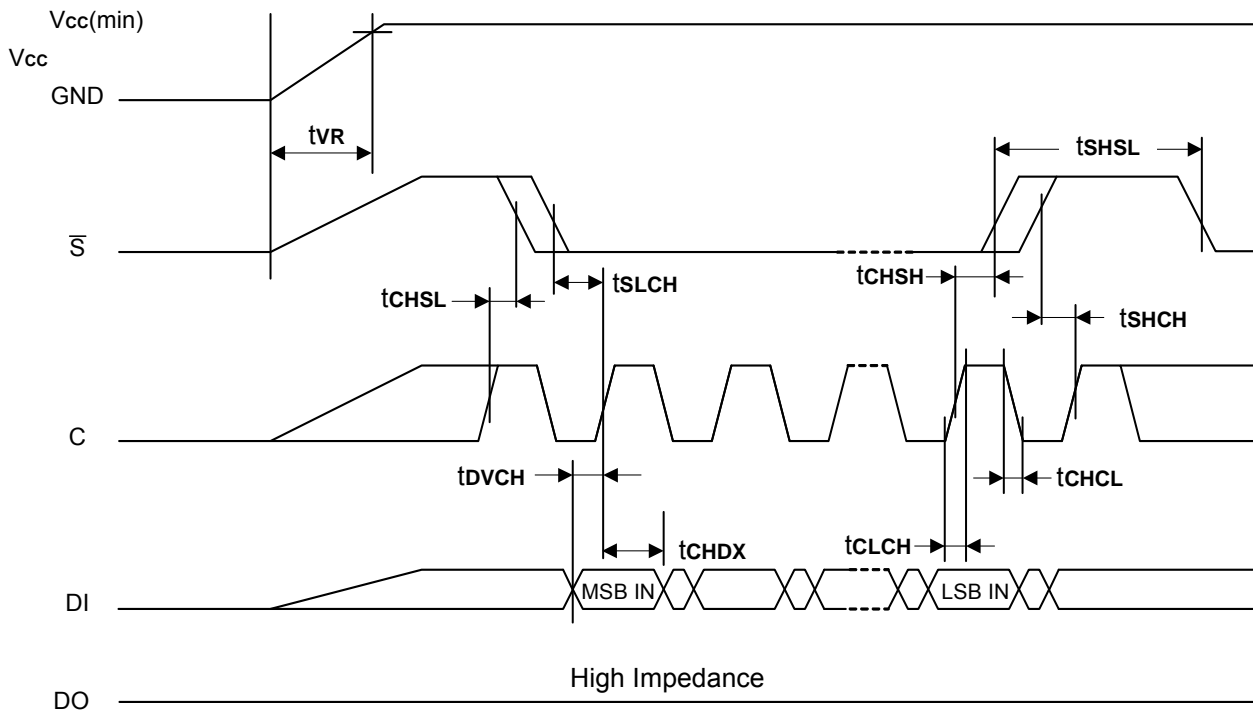 Vcc(min)
Vcc
GND
tVR
tSHSL
S̅
tCHSL
tSLCH
tCHSH
tSHCH
C
tDVCH
tCHCL
tCHDX
tCLCH
DI
MSB IN
LSB IN
High Impedance
DO